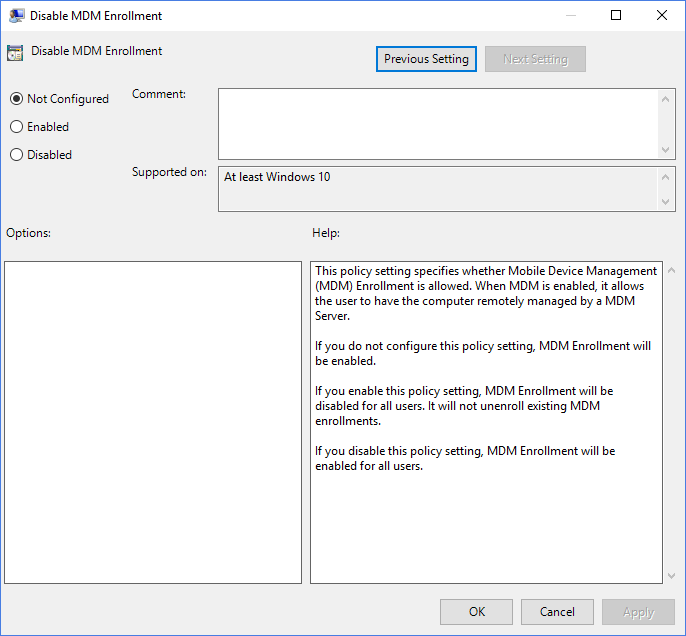 Disable MDM Enrollment
Disable MDM Enrollment
Previous Setting
Next Setting
Not Configured
Enabled
Disabled
Comment:
Supported on:
At least Windows 10
Options:
Help:
This policy setting specifies whether Mobile Device Management
(MDM) Enrollment is allowed. When MDM is enabled, it allows
the user to have the computer remotely managed by a MDM
Server.
If you do not configure this policy setting, MDM Enrollment will
be enabled.
If you enable this policy setting, MDM Enrollment will be
disabled for all users. It will not unenroll existing MDM
enrollments.
If you disable this policy setting, MDM Enrollment will be
enabled for all users.
OK
Cancel
Apply